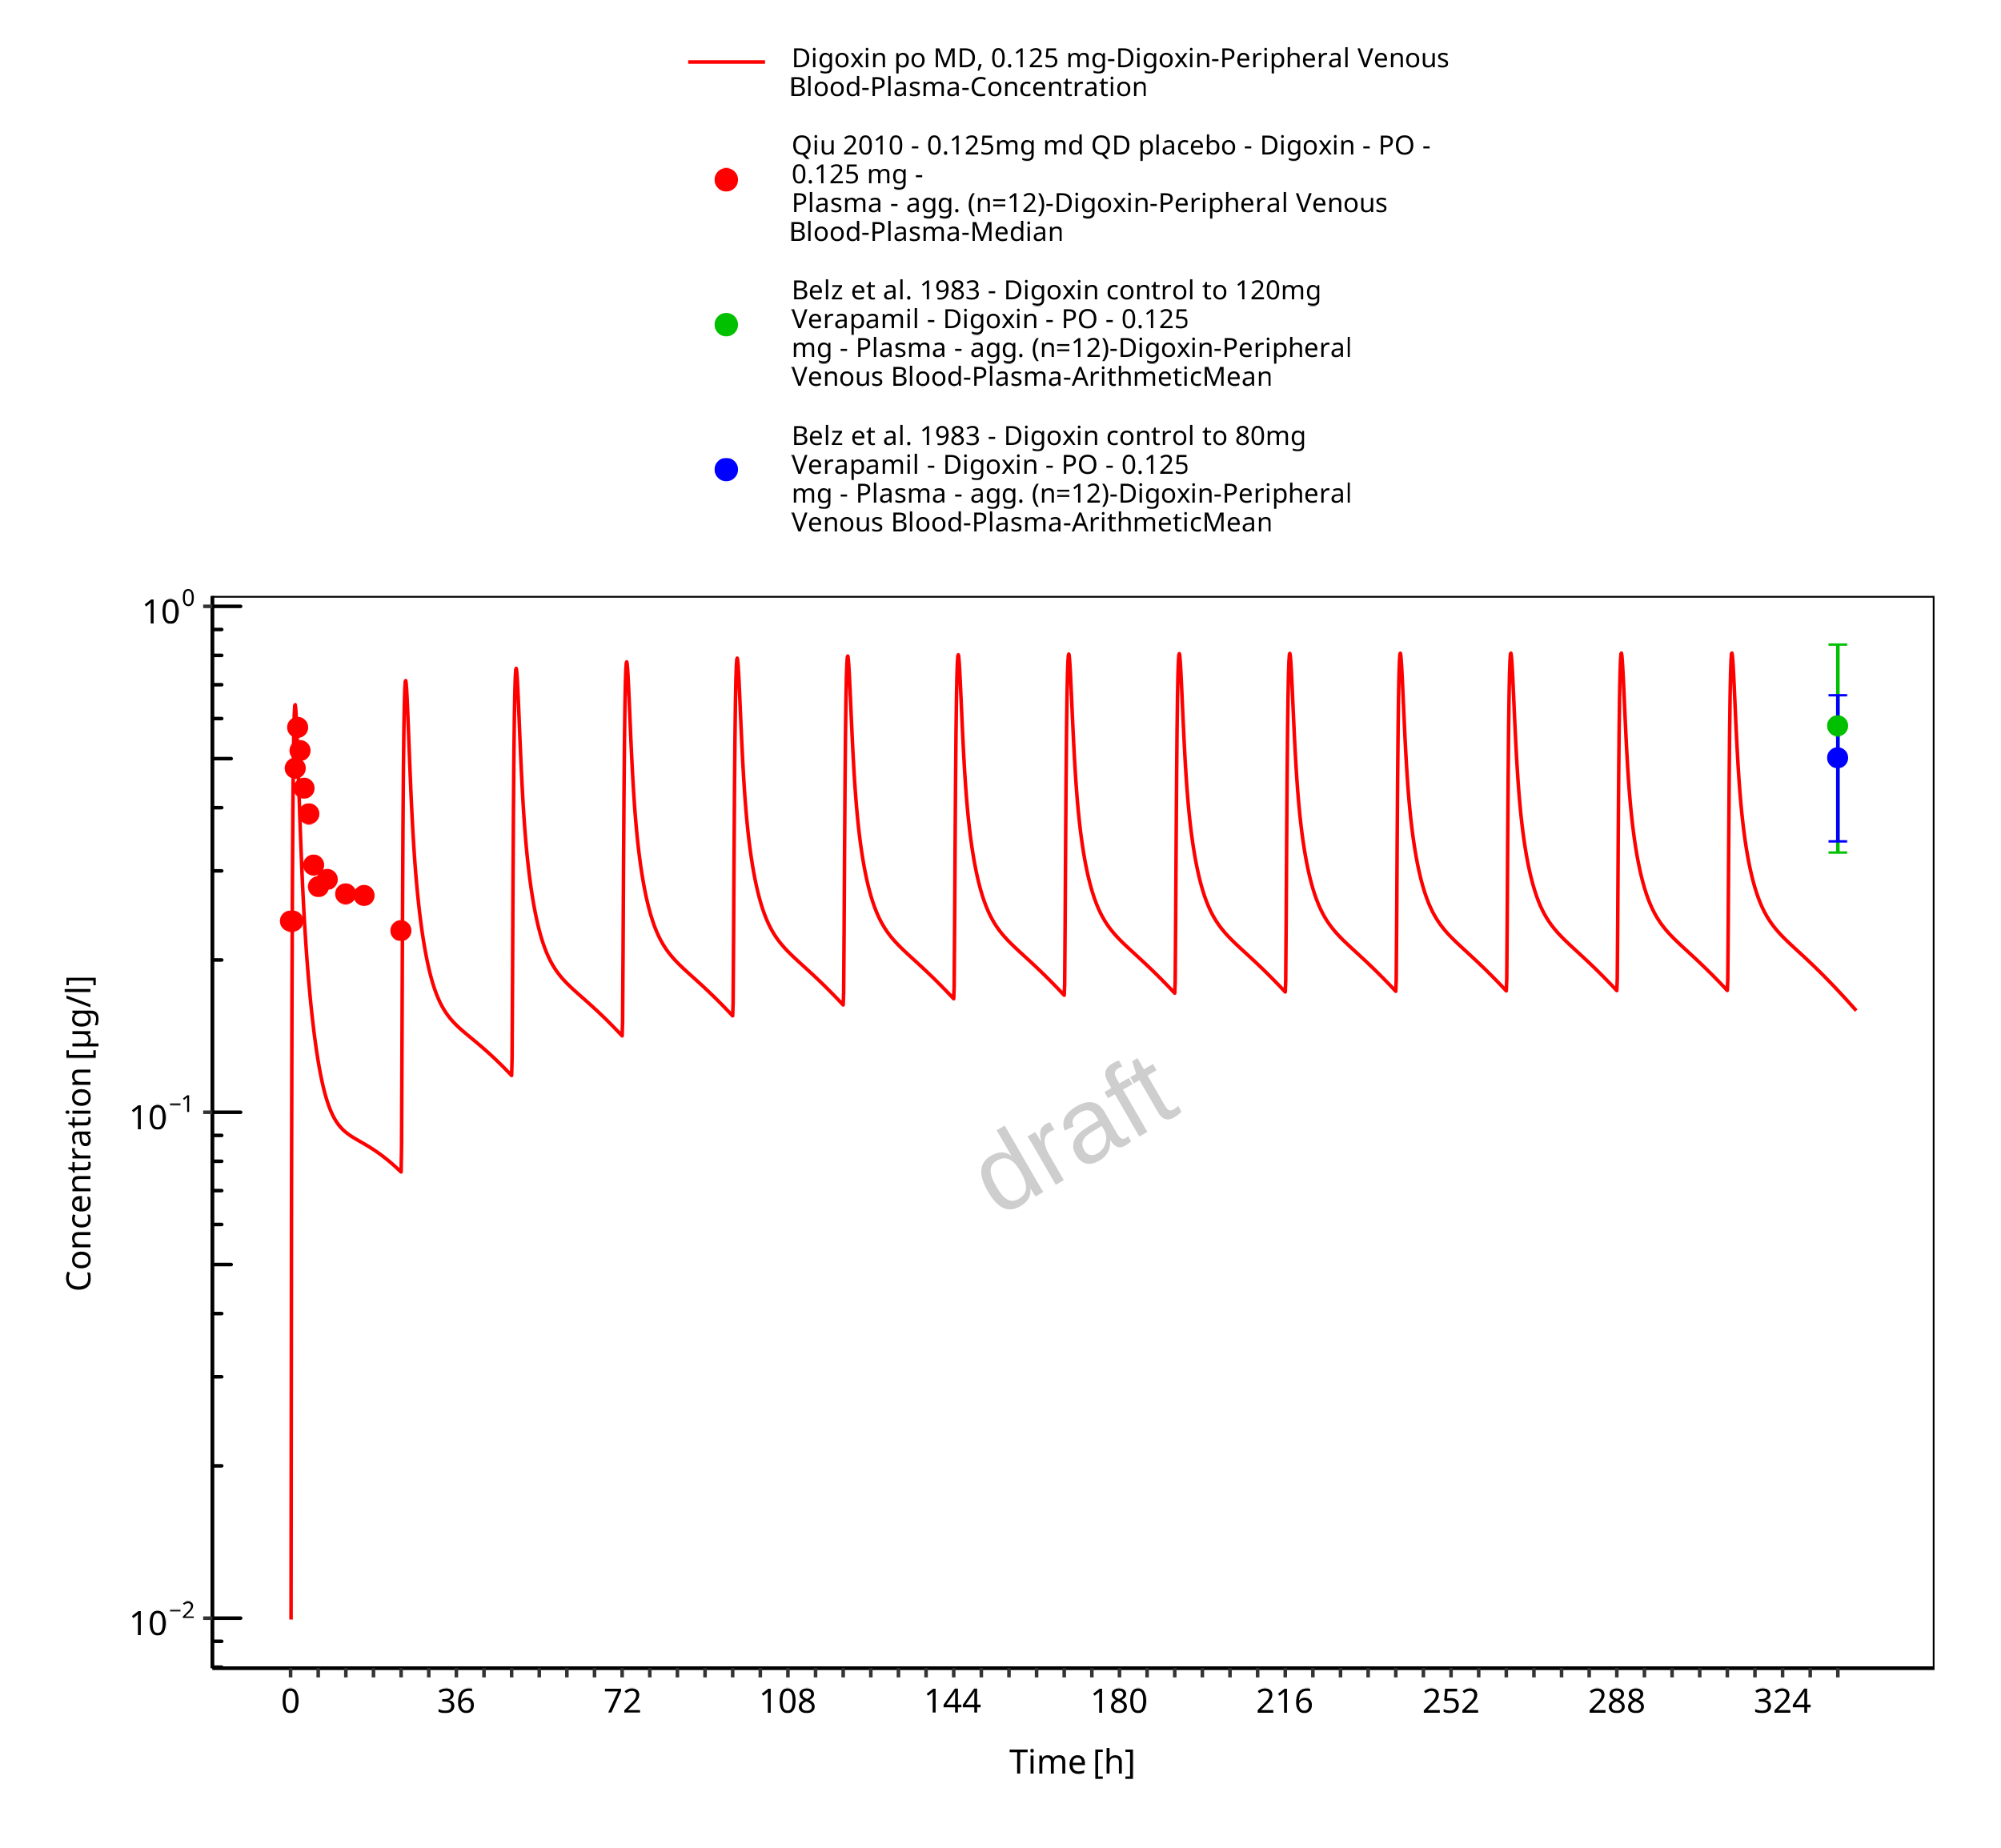 Digoxin po MD, 0.125 mg-Digoxin-Peripheral Venous
Blood-Plasma-Concentration
Qiu 2010 - 0.125mg md QD placebo - Digoxin - PO -
0.125 mg -
Plasma - agg. (n=12)-Digoxin-Peripheral Venous
Blood-Plasma-Median
Belz et al. 1983 - Digoxin control to 120mg
Verapamil - Digoxin - PO - 0.125
mg - Plasma - agg. (n=12)-Digoxin-Peripheral
Venous Blood-Plasma-ArithmeticMean
Belz et al. 1983 - Digoxin control to 80mg
Verapamil - Digoxin - PO - 0.125
mg - Plasma - agg. (n=12)-Digoxin-Peripheral
Venous Blood-Plasma-ArithmeticMean
10⁰
10⁻¹
10⁻²
Concentration [µg/l]
draft
0 36 72 108 144 180 216 252 288 324
Time [h]